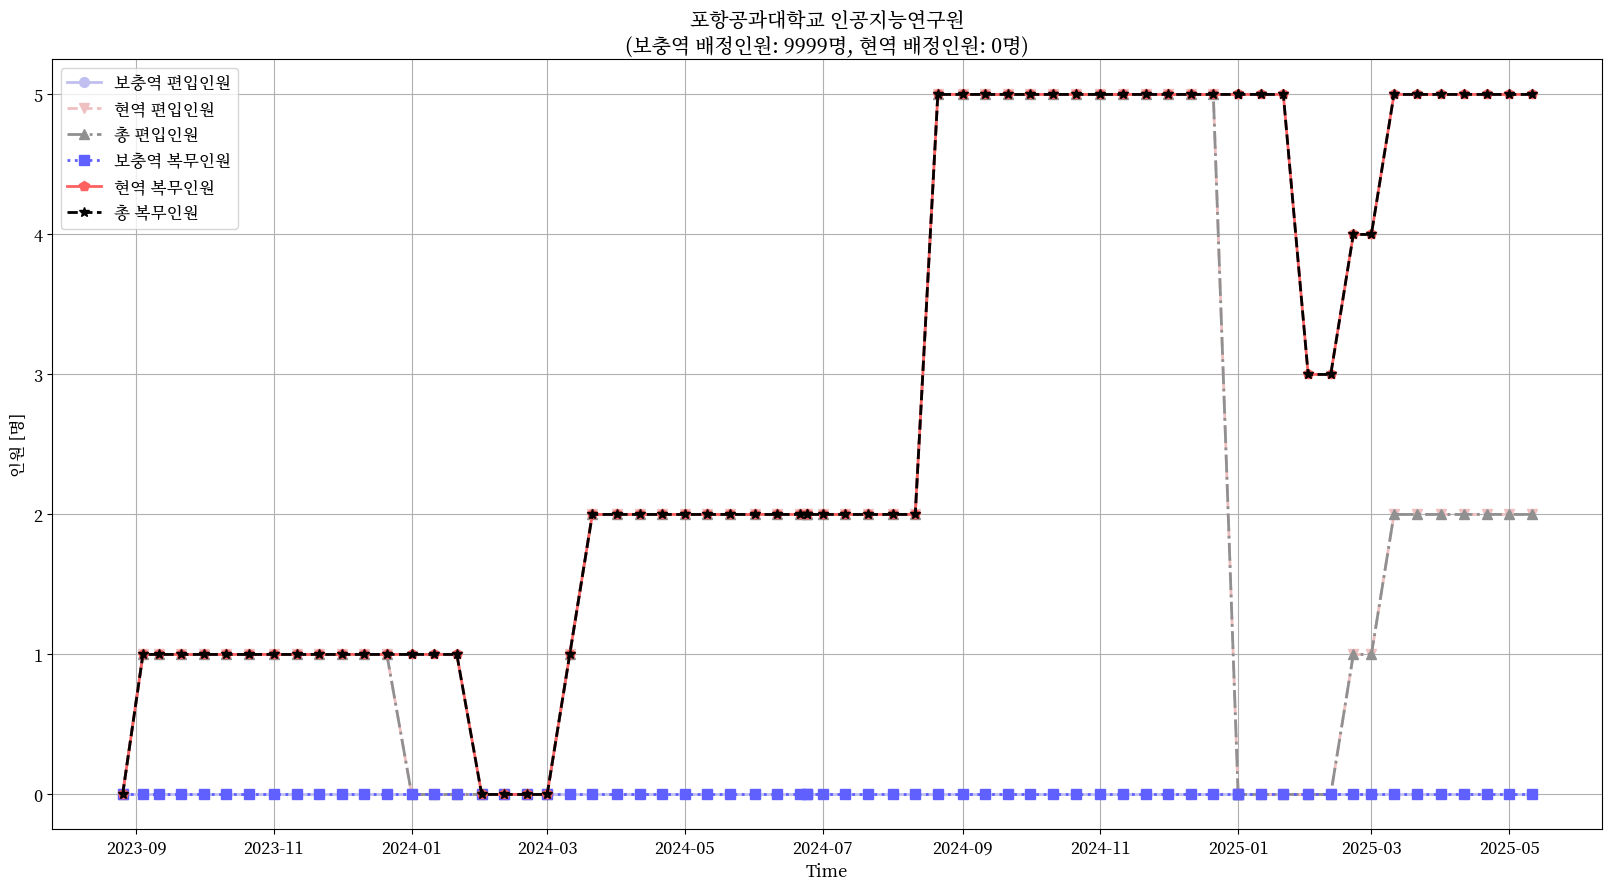 포항공과대학교 인공지능연구원
(보충역 배정인원: 9999명, 현역 배정인원: 0명)
보충역 편입인원
현역 편입인원
총 편입인원
보충역 복무인원
현역 복무인원
총 복무인원
인원 [명]
5
4
3
2
1
0
2023-09
2023-11
2024-01
2024-03
2024-05
2024-07
2024-09
2024-11
2025-01
2025-03
2025-05
Time